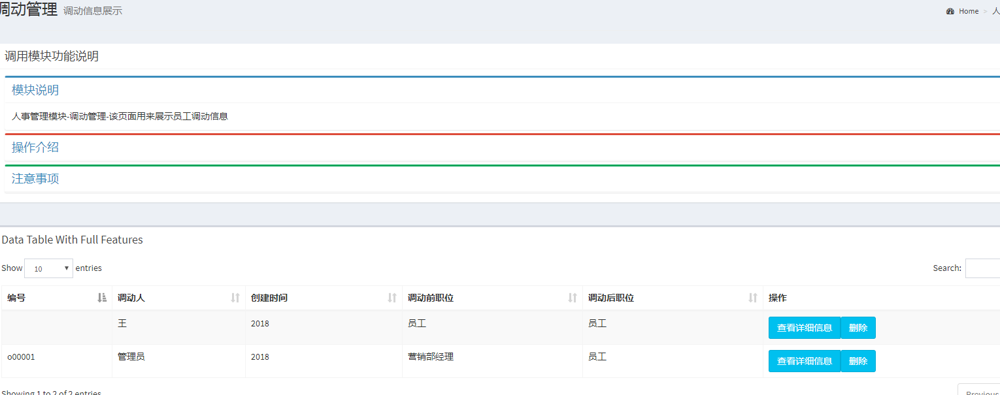 调动管理 调动信息展示
Home > 人
调用模块功能说明
模块说明
人事管理模块-调动管理-该页面用来展示员工调动信息
操作介绍
注意事项
Data Table With Full Features
Show 10 entries
Search:
编号 调动人 创建时间 调动前职位 调动后职位 操作
王 2018 员工 员工 查看详细信息 删除
o00001 管理员 2018 营销部经理 员工 查看详细信息 删除
Showing 1 to 2 of 2 entries
Previous